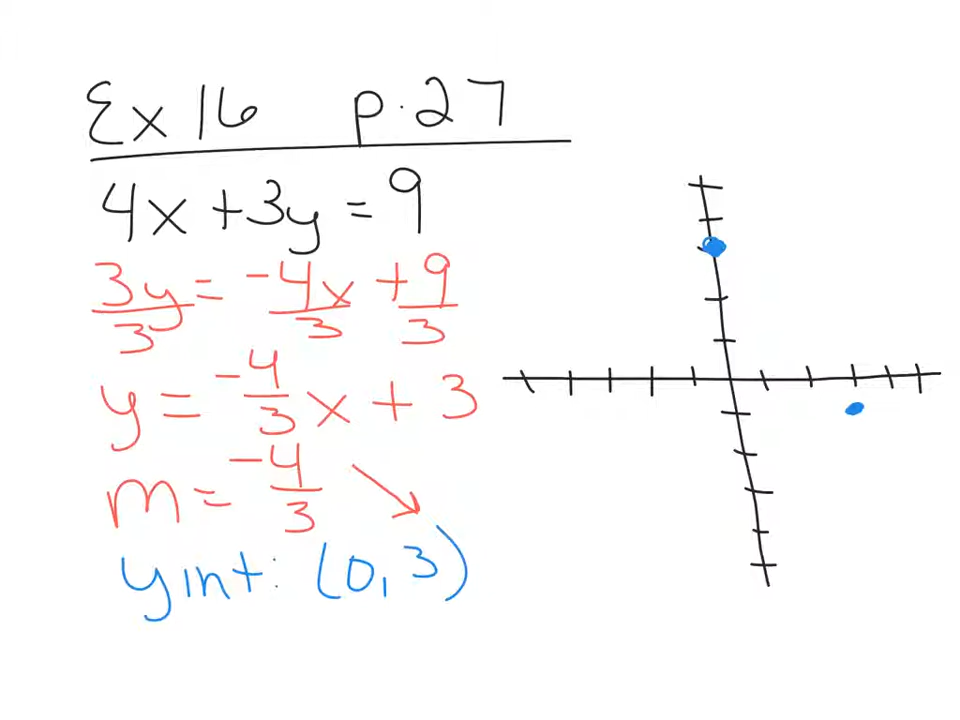 Ex 16 p.27
4x + 3y = 9
3y/3 = -4x/3 + 9/3
y = -4/3 x + 3
m = -4/3
y int: (0, 3)